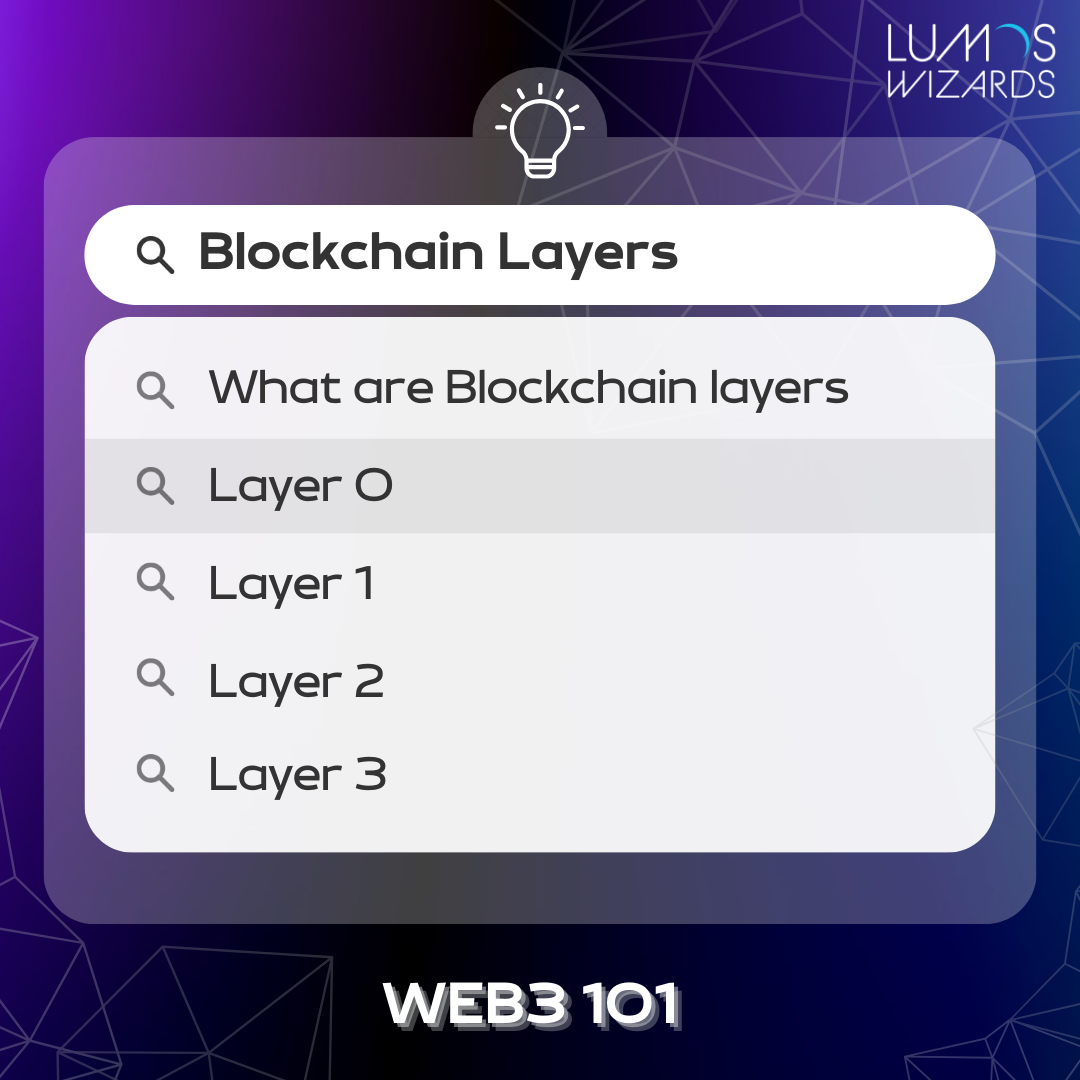 LUMOS
WIZARDS
Blockchain Layers
What are Blockchain layers
Layer 0
Layer 1
Layer 2
Layer 3
WEB3 101